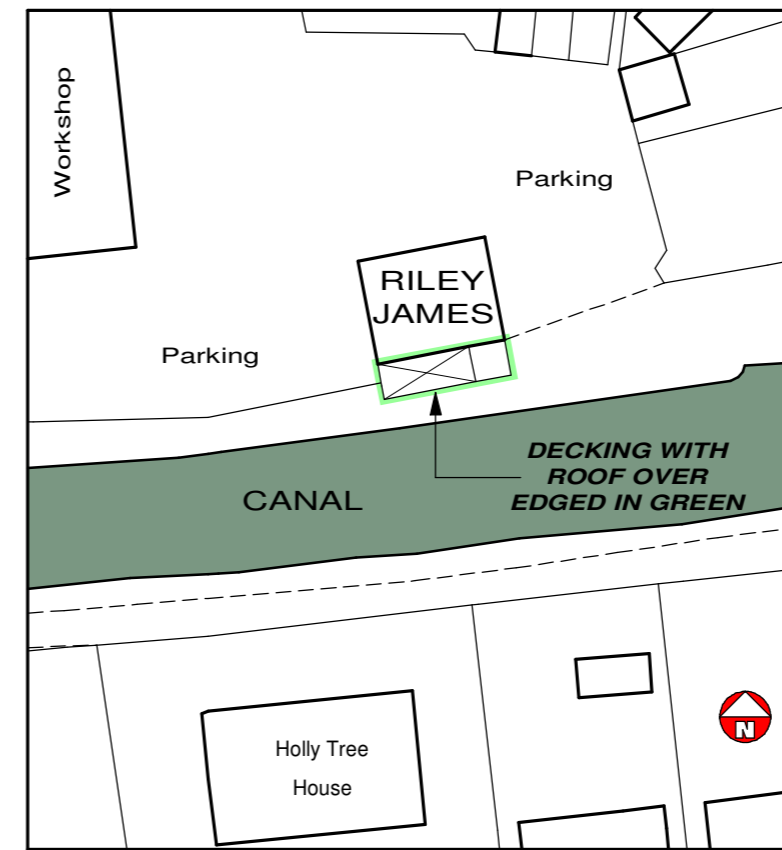 Workshop
Parking
RILEY
JAMES
Parking
DECKING WITH
ROOF OVER
EDGED IN GREEN
CANAL
Holly Tree
House
N